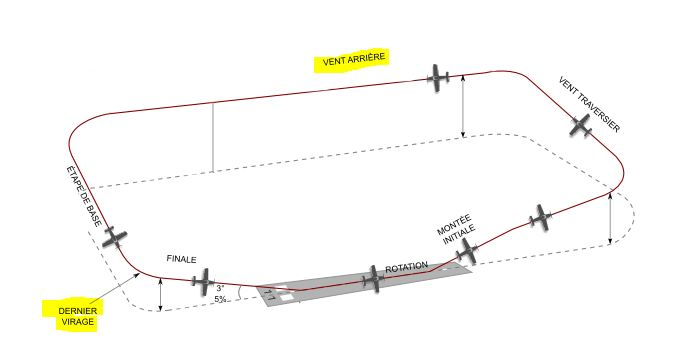 VENT ARRIÈRE
VENT TRAVERSIER
ÉTAPE DE BASE
MONTÉE
INITIALE
FINALE
ROTATION
3°
5%
DERNIER
VIRAGE